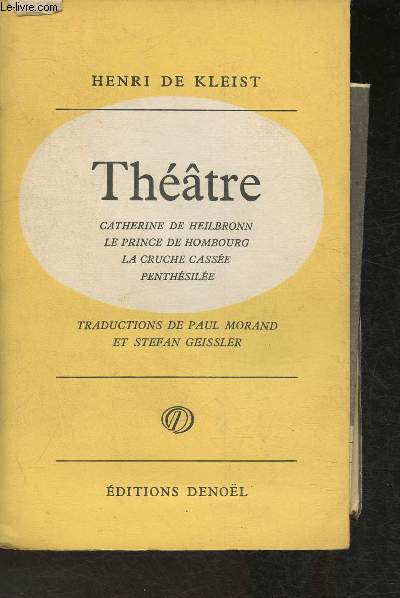 Le-livre.com
HENRI DE KLEIST
Théâtre
CATHERINE DE HEILBRONN
LE PRINCE DE HOMBOURG
LA CRUCHE CASSÉE
PENTHÉSILÉE
TRADUCTIONS DE PAUL MORAND
ET STEFAN GEISSLER
ÉDITIONS DENOËL